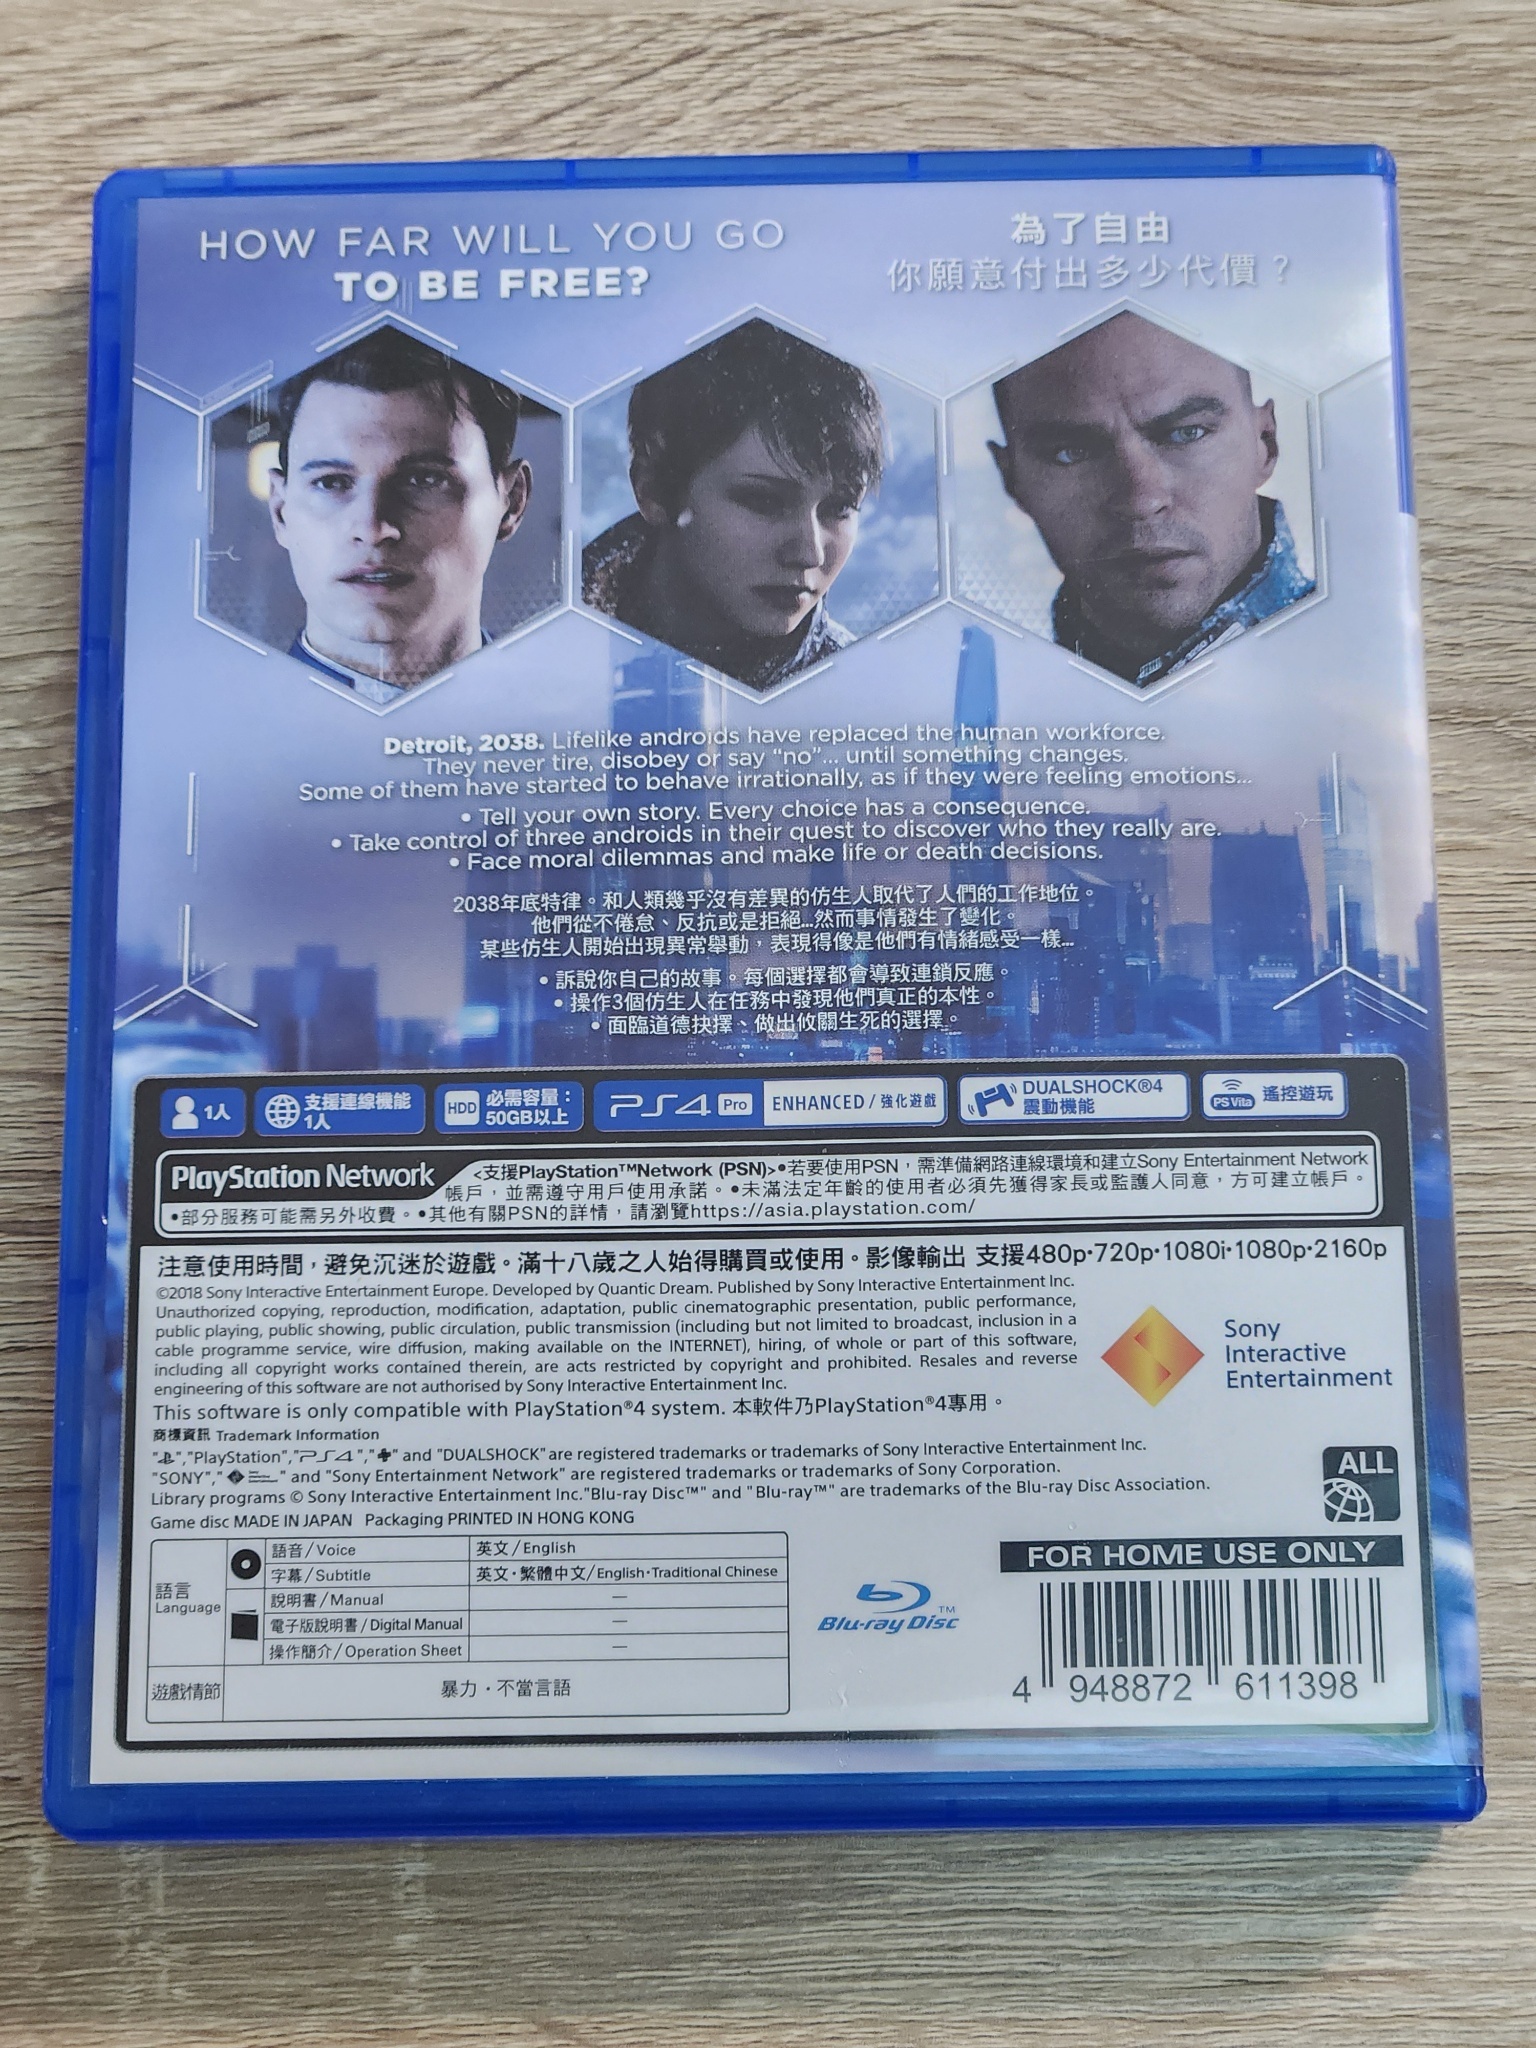 HOW FAR WILL YOU GO
TO BE FREE?
為了自由
你願意付出多少代價？
Detroit, 2038. Lifelike androids have replaced the human workforce.
They never tire, disobey or say “no”... until something changes.
Some of them have started to behave irrationally, as if they were feeling emotions...
• Tell your own story. Every choice has a consequence.
• Take control of three androids in their quest to discover who they really are.
• Face moral dilemmas and make life or death decisions.
2038年底特律。和人類幾乎沒有差異的仿生人取代了人們的工作地位。
他們從不倦怠、反抗或是拒絕...然而事情發生了變化。
某些仿生人開始出現異常舉動，表現得像是他們有情緒感受一樣...
• 訴說你自己的故事。每個選擇都會導致連鎖反應。
• 操作3個仿生人在任務中發現他們真正的本性。
• 面臨道德抉擇、做出攸關生死的選擇。
1人
支援連線機能
1人
HDD
必需容量：
50GB以上
PS4 Pro ENHANCED / 強化遊戲
DUALSHOCK®4
震動機能
PS Vita 遙控遊玩
PlayStation Network <支援PlayStation™Network (PSN)>•若要使用PSN，需準備網路連線環境和建立Sony Entertainment Network
帳戶，並需遵守用戶使用承諾。•未滿法定年齡的使用者必須先獲得家長或監護人同意，方可建立帳戶。
•部分服務可能需另外收費。•其他有關PSN的詳情，請瀏覽https://asia.playstation.com/
注意使用時間，避免沉迷於遊戲。滿十八歲之人始得購買或使用。影像輸出 支援480p•720p•1080i•1080p•2160p
©2018 Sony Interactive Entertainment Europe. Developed by Quantic Dream. Published by Sony Interactive Entertainment Inc.
Unauthorized copying, reproduction, modification, adaptation, public cinematographic presentation, public performance,
public playing, public showing, public circulation, public transmission (including but not limited to broadcast, inclusion in a
cable programme service, wire diffusion, making available on the INTERNET), hiring, of whole or part of this software,
including all copyright works contained therein, are acts restricted by copyright and prohibited. Resales and reverse
engineering of this software are not authorised by Sony Interactive Entertainment Inc.
This software is only compatible with PlayStation®4 system. 本軟件乃PlayStation®4專用。
Sony
Interactive
Entertainment
商標資訊 Trademark Information
" ","PlayStation","PS4"," " and "DUALSHOCK" are registered trademarks or trademarks of Sony Interactive Entertainment Inc.
"SONY"," " and "Sony Entertainment Network" are registered trademarks or trademarks of Sony Corporation.
Library programs © Sony Interactive Entertainment Inc."Blu-ray Disc™" and "Blu-ray™" are trademarks of the Blu-ray Disc Association.
Game disc MADE IN JAPAN Packaging PRINTED IN HONG KONG
ALL
語言
Language
語音/Voice 英文/English
字幕/Subtitle 英文•繁體中文/English•Traditional Chinese
說明書/Manual —
電子版說明書/Digital Manual —
操作簡介/Operation Sheet —
遊戲情節 暴力・不當言語
Blu-ray Disc™
FOR HOME USE ONLY
4 948872 611398